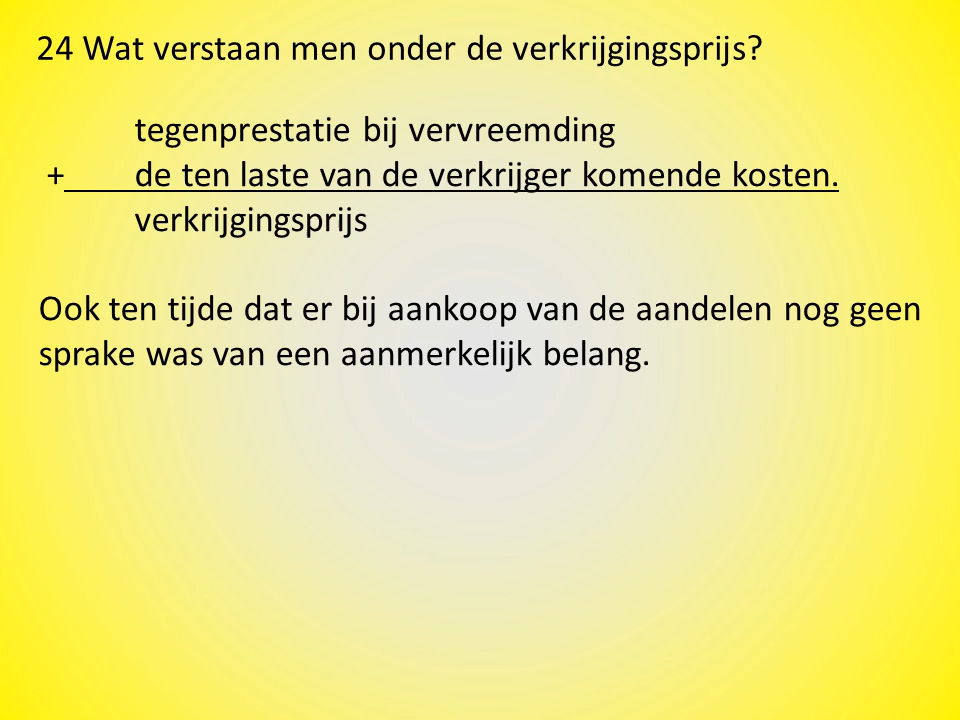 24 Wat verstaan men onder de verkrijgingsprijs?
tegenprestatie bij vervreemding
+ de ten laste van de verkrijger komende kosten.
verkrijgingsprijs
Ook ten tijde dat er bij aankoop van de aandelen nog geen
sprake was van een aanmerkelijk belang.